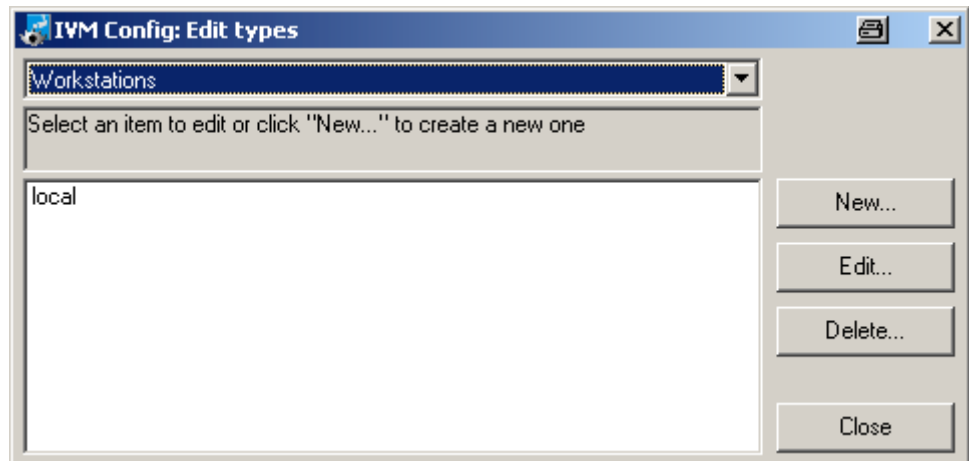 IVM Config: Edit types
Workstations
Select an item to edit or click "New..." to create a new one
local
New...
Edit...
Delete...
Close